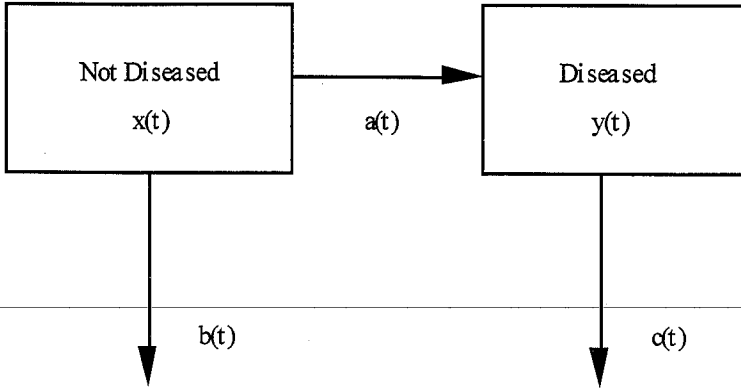 Not Diseased
x(t)
a(t)
Diseased
y(t)
b(t)
c(t)